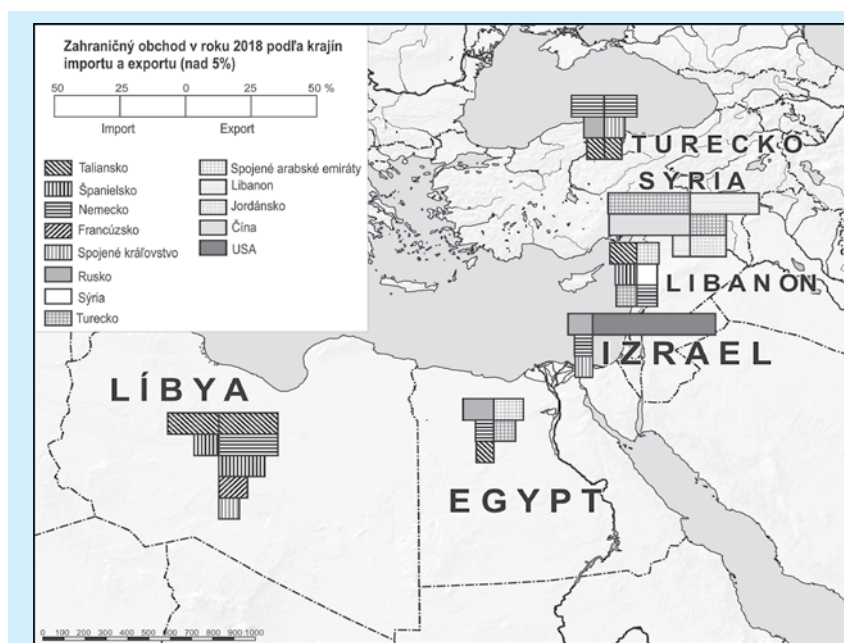 Zahraničný obchod v roku 2018 podľa krajín
importu a exportu (nad 5%)
50 25 0 25 50 %
Import Export
Taliansko
Španielsko
Nemecko
Francúzsko
Spojené kráľovstvo
Rusko
Sýria
Turecko
Spojené arabské emiráty
Libanon
Jordánsko
Čína
USA
TURECKO
SÝRIA
LIBANON
IZRAEL
LÍBYA
EGYPT
0 100 200 300 400 500 600 700 800 900 1000